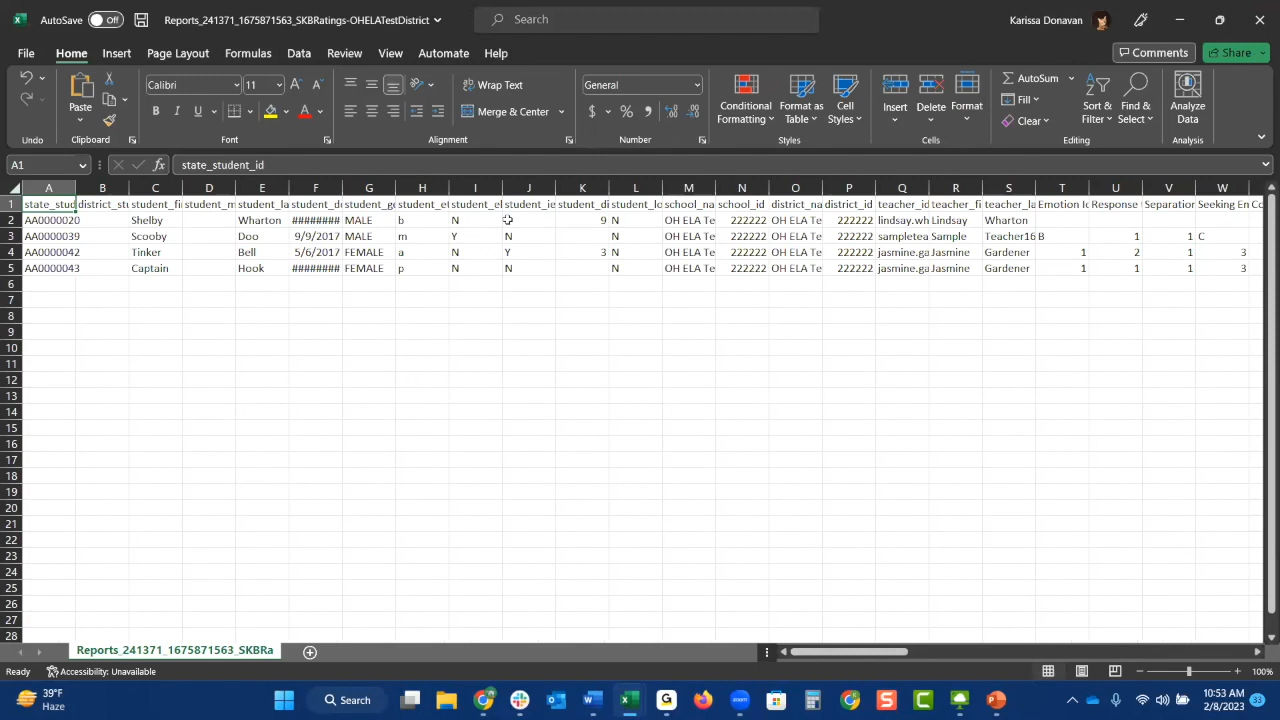 AutoSave Off Reports_241371_1675871563_SKBRatings-OHELATestDistrict Search Karissa Donavan
File Home Insert Page Layout Formulas Data Review View Automate Help Comments Share
Calibri 11 Wrap Text General AutoSum
Paste Conditional Format as Cell Insert Delete Format Fill Sort & Find & Analyze
B I U Merge & Center $ % Formatting Table Styles Clear Filter Select Data
Undo Clipboard Font Alignment Number Styles Cells Editing Analysis
A1 fx state_student_id
A B C D E F G H I J K L M N O P Q R S T U V W
1 state_stud district_stu student_fi student_m student_la student_do student_ge student_et student_el student_ie student_di student_lo school_na school_id district_na district_id teacher_id teacher_fi teacher_la Emotion Id Response Separation Seeking En Co
2 AA0000020 Shelby Wharton ######## MALE b N 9 N OH ELA Te 222222 OH ELA Te 222222 lindsay.wh Lindsay Wharton
3 AA0000039 Scooby Doo 9/9/2017 MALE m Y N N OH ELA Te 222222 OH ELA Te 222222 sampletea Sample Teacher16 B 1 1 C
4 AA0000042 Tinker Bell 5/6/2017 FEMALE a N Y 3 N OH ELA Te 222222 OH ELA Te 222222 jasmine.ga Jasmine Gardener 1 2 1 3
5 AA0000043 Captain Hook ######## FEMALE p N N N OH ELA Te 222222 OH ELA Te 222222 jasmine.ga Jasmine Gardener 1 1 1 3
6
7
8
9
10
11
12
13
14
15
16
17
18
19
20
21
22
23
24
25
26
27
28
Reports_241371_1675871563_SKBRa
Ready Accessibility: Unavailable 100%
39°F
Haze
Search
10:53 AM
2/8/2023
33